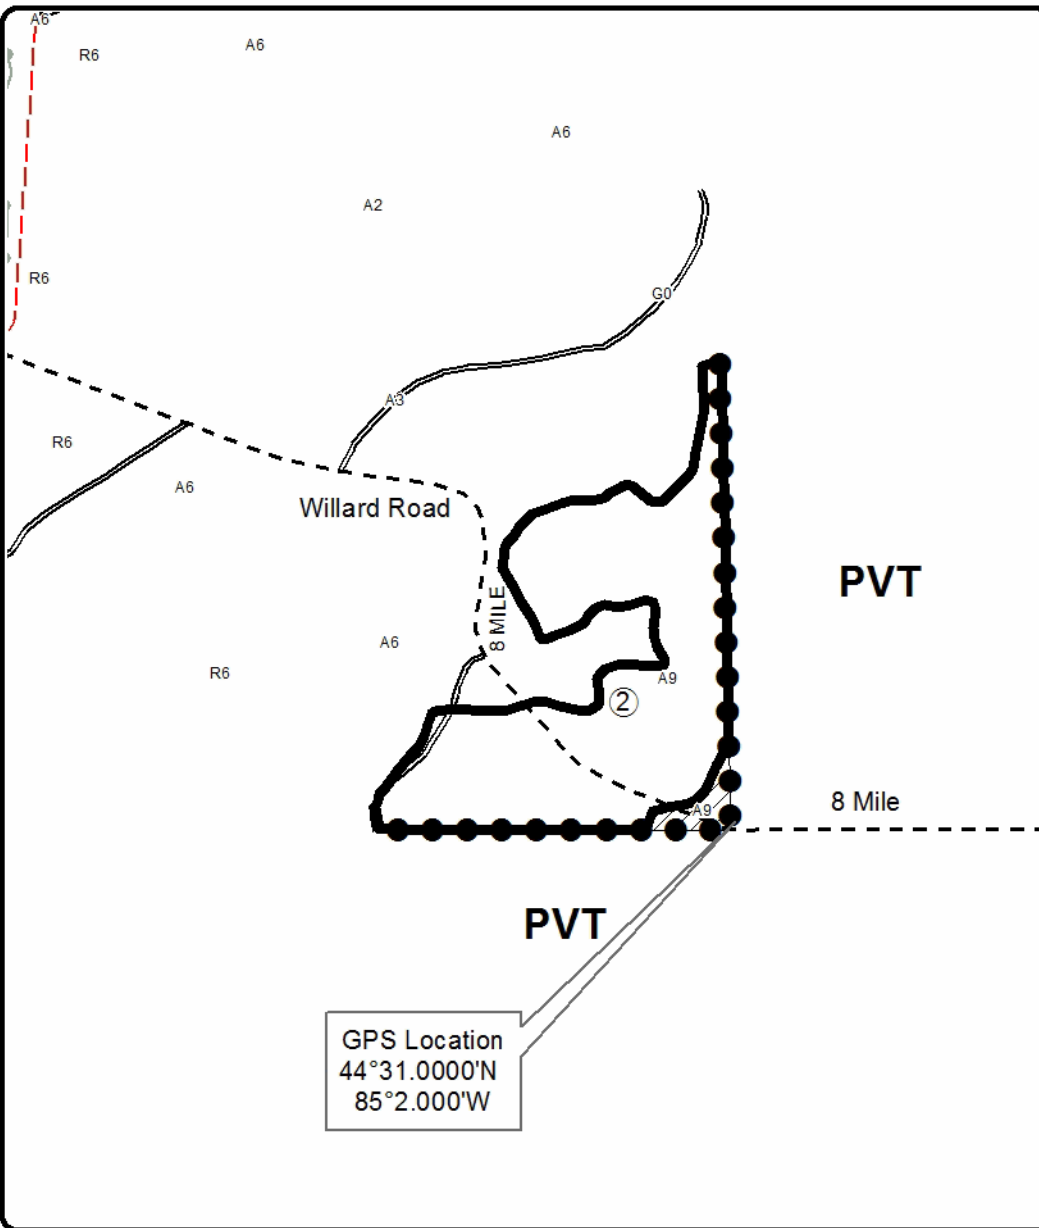 A6
R6
A6
A6
A2
R6
G0
A3
R6
A6
Willard Road
PVT
8 MILE
A6
R6
A9
2
8 Mile
A9
PVT
GPS Location
44°31.0000'N
85°2.000'W